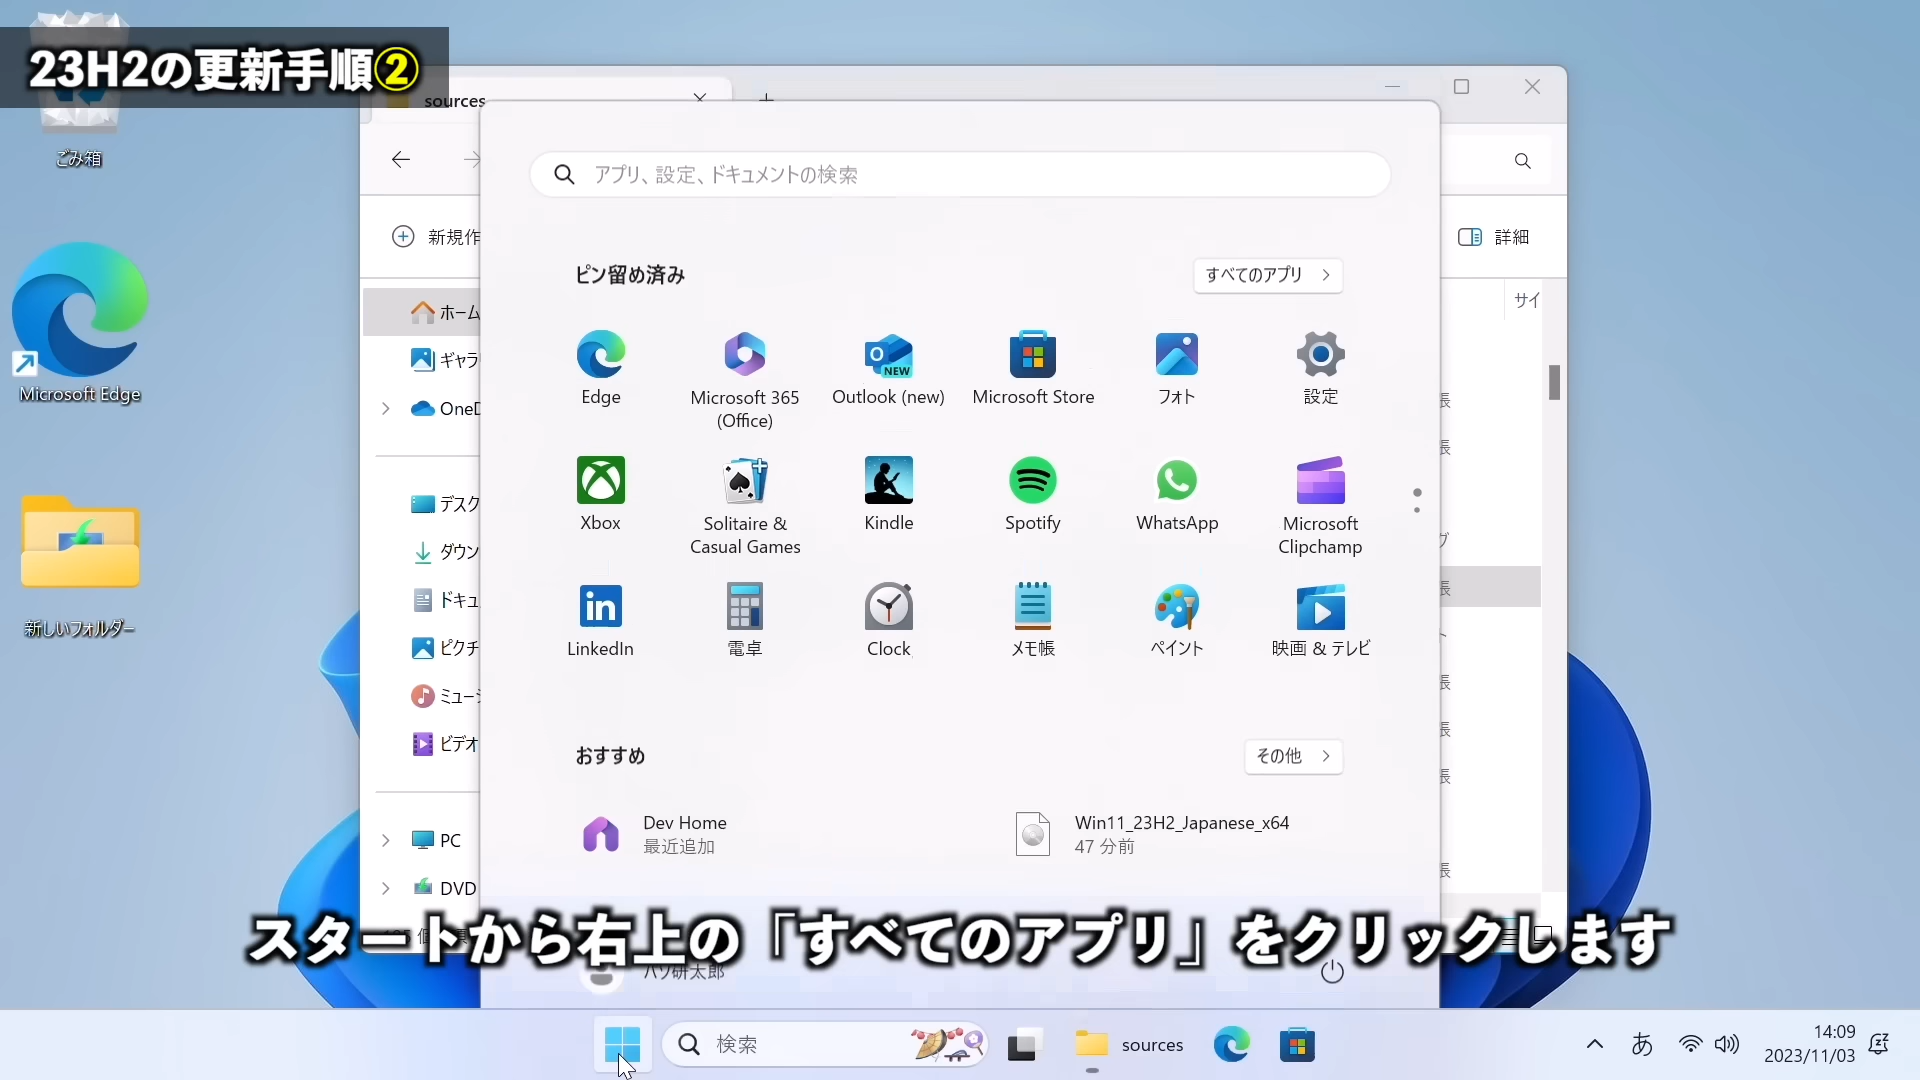 23H2の更新手順②
sources
ごみ箱
アプリ、設定、ドキュメントの検索
新規作
詳細
ピン留め済み
すべてのアプリ
ホーム
サイ
ギャラ
Microsoft Edge
OneD
Edge
Microsoft 365
(Office)
Outlook (new)
NEW
Microsoft Store
フォト
設定
デスク
Xbox
Solitaire &
Casual Games
Kindle
Spotify
WhatsApp
Microsoft
Clipchamp
ダウン
ドキュ
新しいフォルダー
ピクチ
LinkedIn
電卓
Clock
メモ帳
ペイント
映画 & テレビ
ミュー
ビデオ
おすすめ
その他
PC
Dev Home
最近追加
Win11_23H2_Japanese_x64
47 分前
DVD
スタートから右上の「すべてのアプリ」をクリックします
パソ研太郎
検索
sources
あ
14:09
2023/11/03